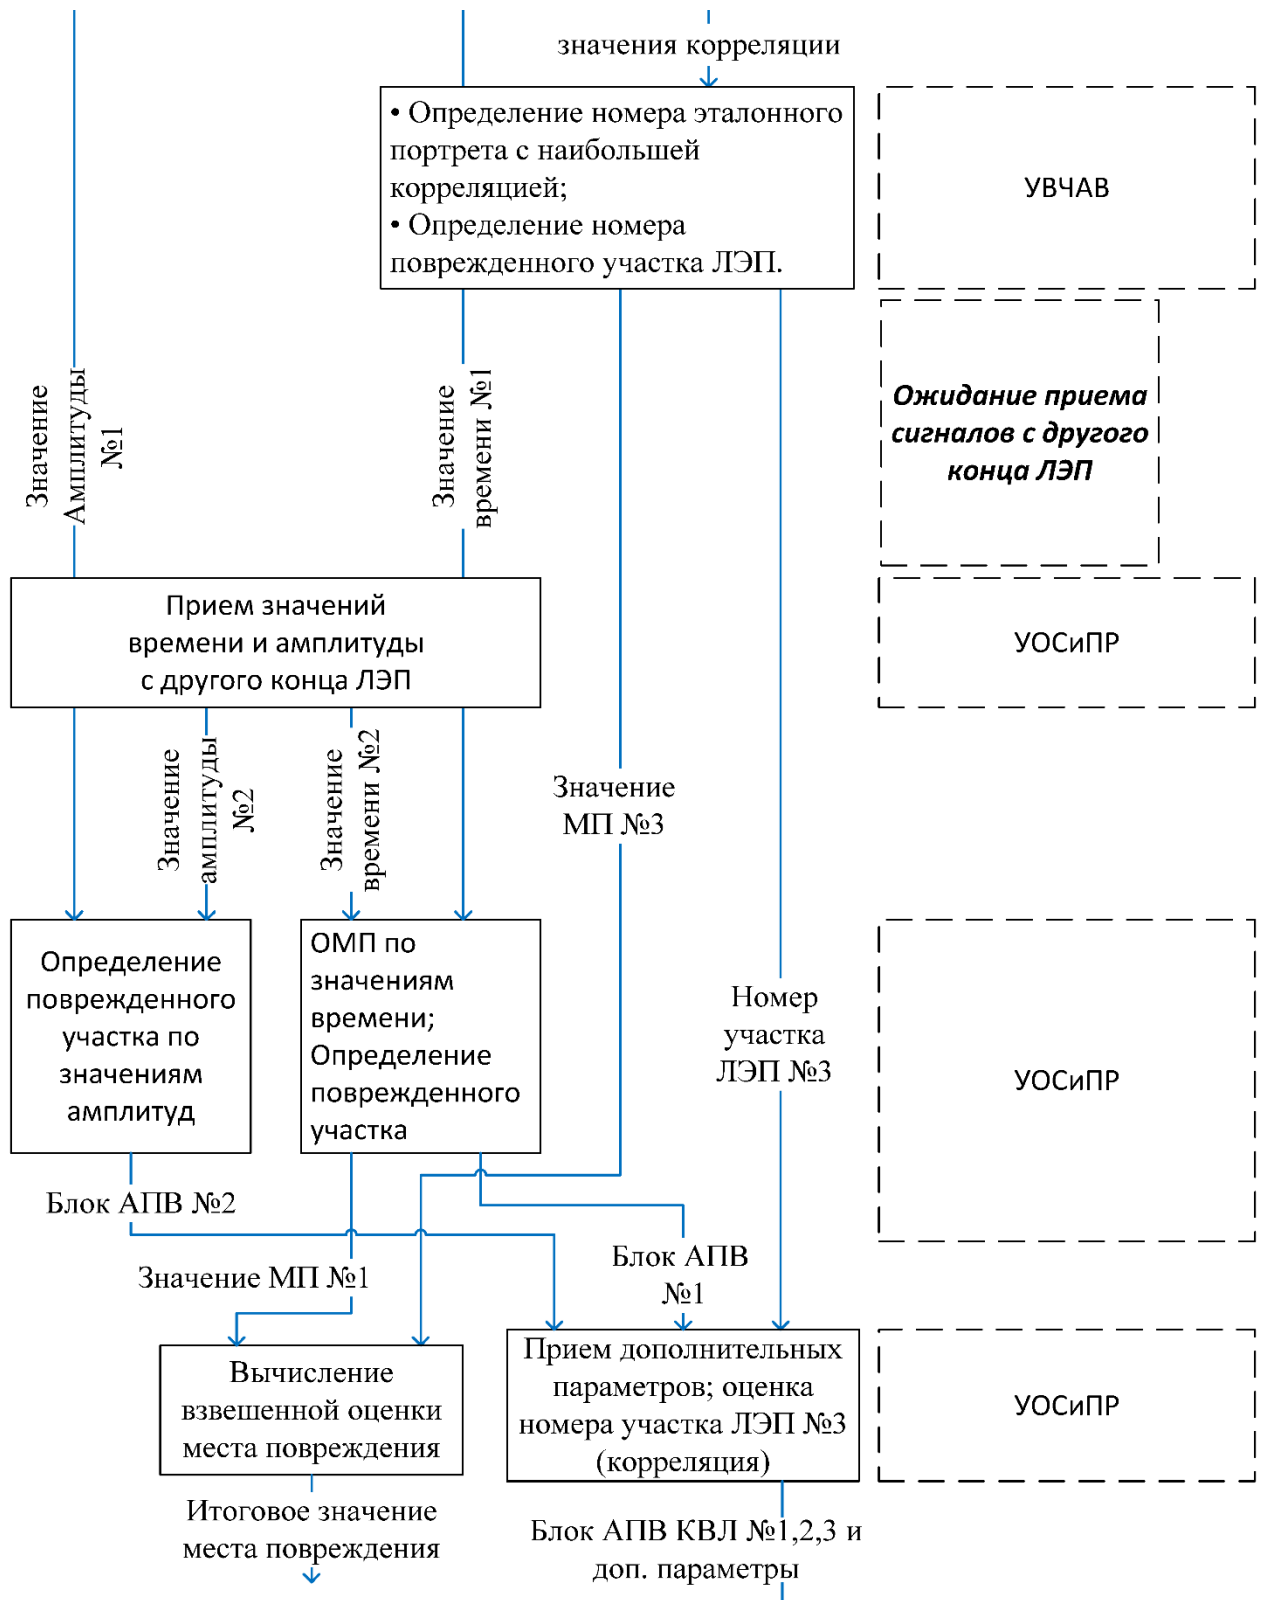 значения корреляции
• Определение номера эталонного
портрета с наибольшей
корреляцией;
• Определение номера
поврежденного участка ЛЭП.
УВЧАВ
Значение
Амплитуды
№1
Значение
времени №1
Ожидание приема
сигналов с другого
конца ЛЭП
Прием значений
времени и амплитуды
с другого конца ЛЭП
УОСиПР
Значение
амплитуды
№2
Значение
времени №2
Значение
МП №3
Определение
поврежденного
участка по
значениям
амплитуд
ОМП по
значениям
времени;
Определение
поврежденного
участка
Номер
участка
ЛЭП №3
УОСиПР
Блок АПВ №2
Значение МП №1
Блок АПВ
№1
Вычисление
взвешенной оценки
места повреждения
Прием дополнительных
параметров; оценка
номера участка ЛЭП №3
(корреляция)
УОСиПР
Итоговое значение
места повреждения
Блок АПВ КВЛ №1,2,3 и
доп. параметры